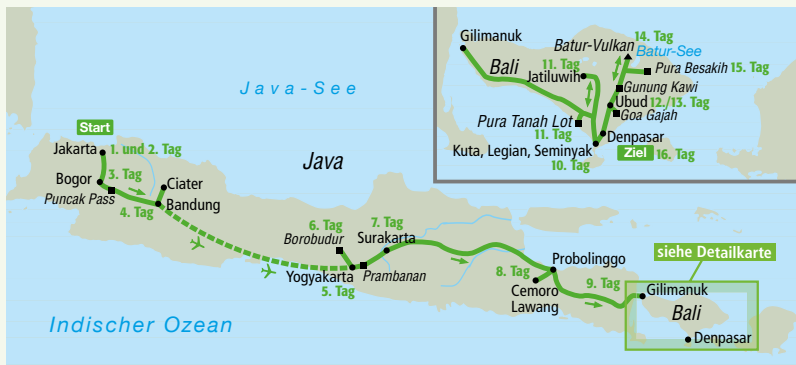 Java-See
Start
Jakarta
1. und 2. Tag
Bogor
3. Tag
Puncak Pass
4. Tag
Ciater
Bandung
Java
6. Tag
Borobudur
7. Tag
Surakarta
Yogyakarta
Prambanan
5. Tag
8. Tag
Probolinggo
Cemoro
Lawang
9. Tag
siehe Detailkarte
Gilimanuk
Bali
Denpasar
Indischer Ozean
Gilimanuk
Bali
14. Tag
Batur-Vulkan
Batur-See
11. Tag
Jatiluwih
Pura Besakih
15. Tag
Gunung Kawi
Ubud
12./13. Tag
Goa Gajah
Pura Tanah Lot
11. Tag
Denpasar
Kuta, Legian, Seminyak
10. Tag
Ziel
16. Tag